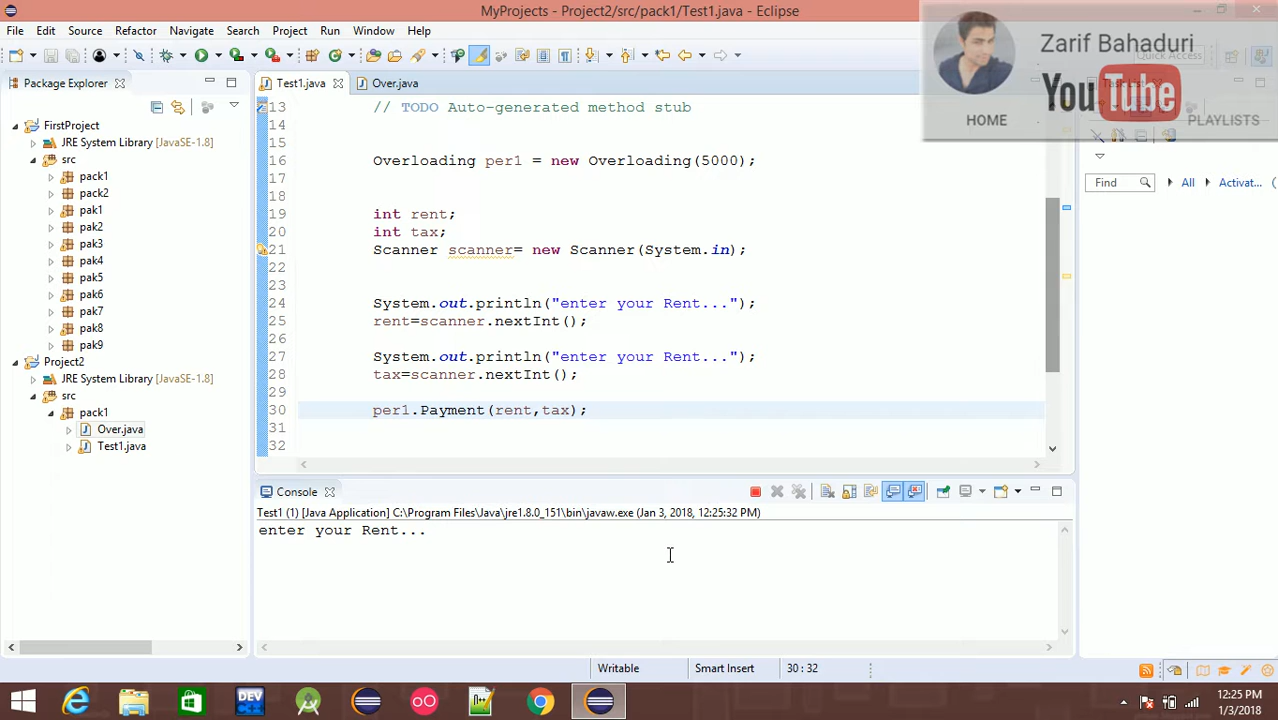 MyProjects - Project2/src/pack1/Test1.java - Eclipse
File Edit Source Refactor Navigate Search Project Run Window Help
Zarif Bahaduri
YouTube
HOME
PLAYLISTS
Quick Access
Package Explorer
FirstProject
JRE System Library [JavaSE-1.8]
src
pack1
pack2
pak1
pak2
pak3
pak4
pak5
pak6
pak7
pak8
pak9
Project2
JRE System Library [JavaSE-1.8]
src
pack1
Over.java
Test1.java
Test1.java Over.java
13 // TODO Auto-generated method stub
14
15
16 Overloading per1 = new Overloading(5000);
17
18
19 int rent;
20 int tax;
21 Scanner scanner= new Scanner(System.in);
22
23
24 System.out.println("enter your Rent...");
25 rent=scanner.nextInt();
26
27 System.out.println("enter your Rent...");
28 tax=scanner.nextInt();
29
30 per1.Payment(rent,tax);
31
32
Task List
Find All Activat...
Console
Test1 (1) [Java Application] C:\Program Files\Java\jre1.8.0_151\bin\javaw.exe (Jan 3, 2018, 12:25:32 PM)
enter your Rent...
Writable Smart Insert 30 : 32
DEV
12:25 PM
1/3/2018